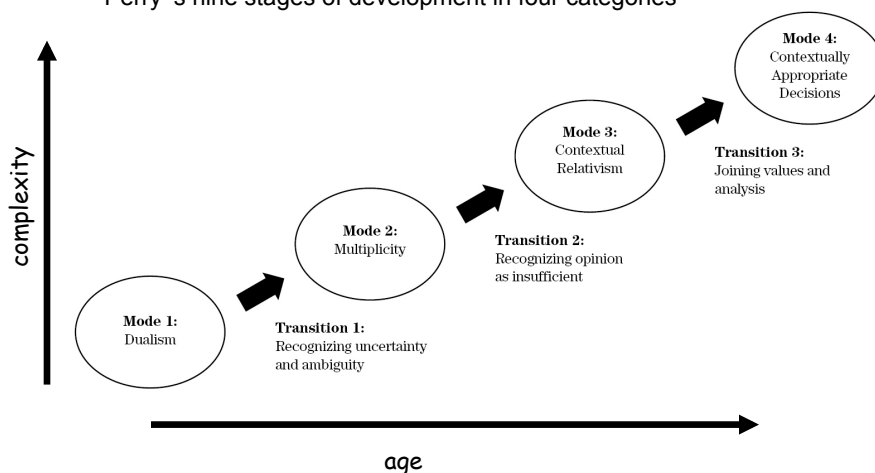 Perry's nine stages of development in four categories
Mode 4:
Contextually
Appropriate
Decisions
Mode 3:
Contextual
Relativism
Transition 3:
Joining values and
analysis
Mode 2:
Multiplicity
Transition 2:
Recognizing opinion
as insufficient
Mode 1:
Dualism
Transition 1:
Recognizing uncertainty
and ambiguity
complexity
age